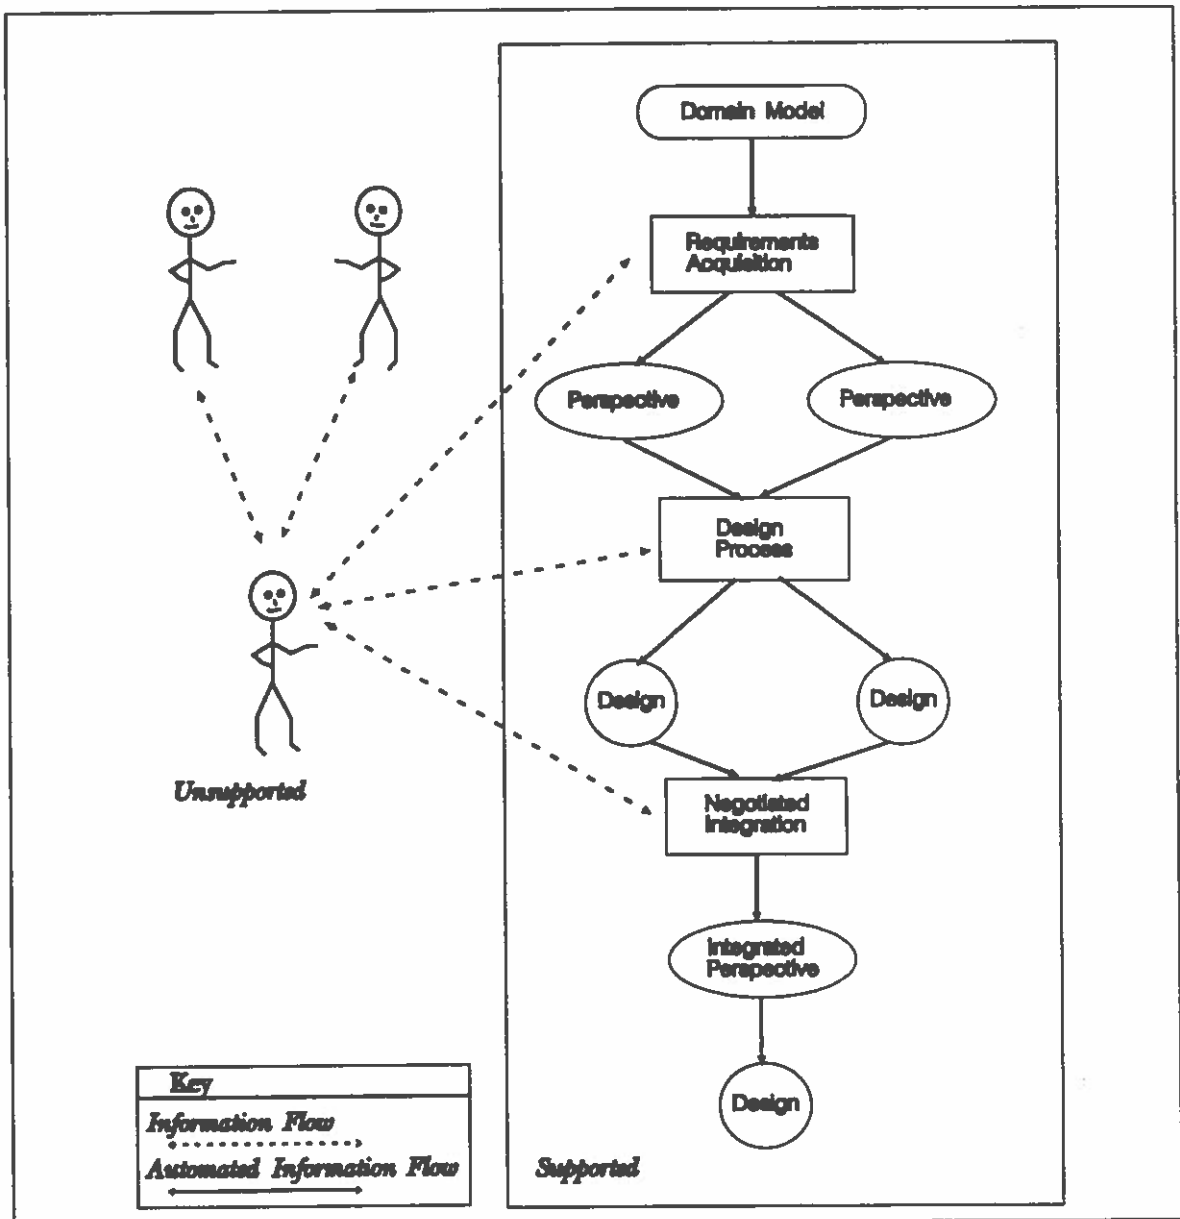 Domain Model
Requirements
Acquisition
Perspective
Perspective
Design
Process
Design
Design
Unsupported
Negotiated
Integration
Integrated
Perspective
Key
Information Flow
Automated Information Flow
Design
Supported